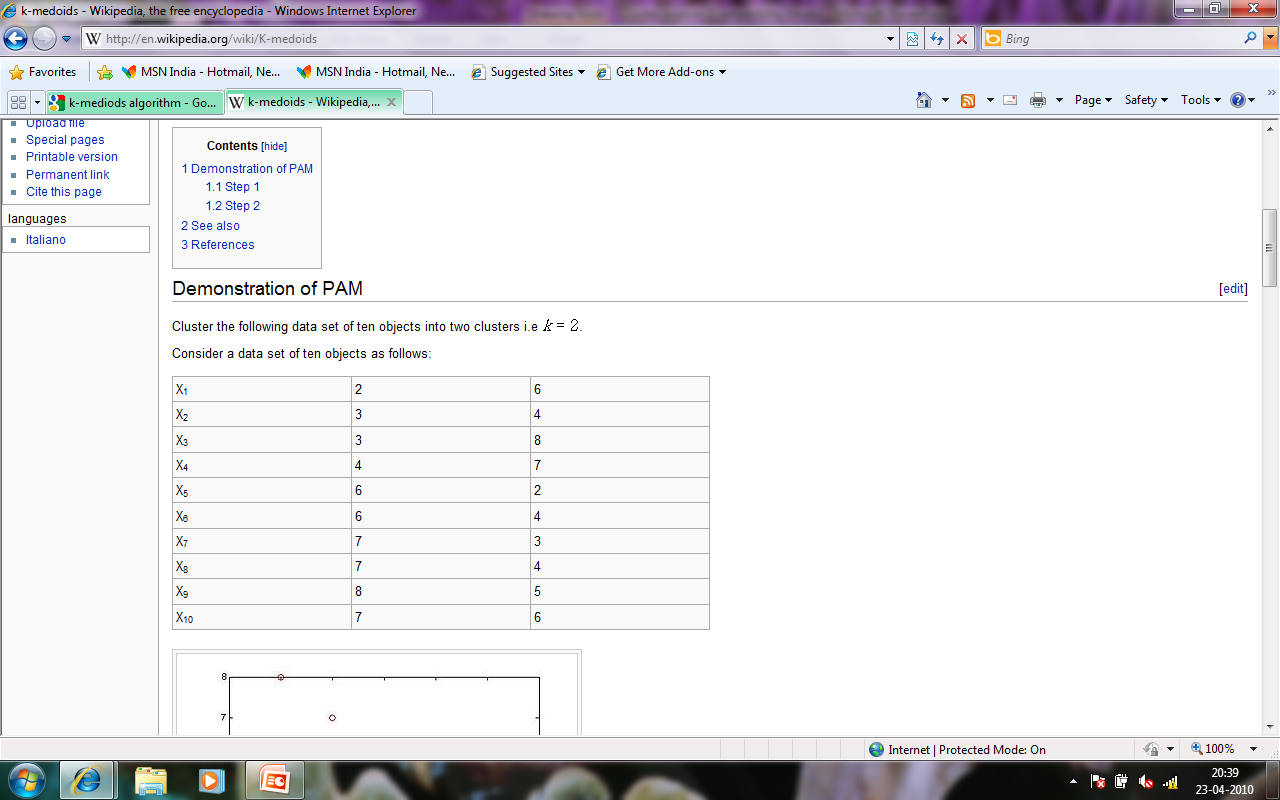 k-medoids - Wikipedia, the free encyclopedia - Windows Internet Explorer
http://en.wikipedia.org/wiki/K-medoids
Bing
Favorites
MSN India - Hotmail, Ne...
MSN India - Hotmail, Ne...
Suggested Sites
Get More Add-ons
k-mediods algorithm - Go...
W k-medoids - Wikipedia,...
Page
Safety
Tools
Upload file
Special pages
Printable version
Permanent link
Cite this page
languages
Italiano
Contents [hide]
1 Demonstration of PAM
1.1 Step 1
1.2 Step 2
2 See also
3 References
Demonstration of PAM
[edit]
Cluster the following data set of ten objects into two clusters i.e k = 2.
Consider a data set of ten objects as follows:
X1 2 6
X2 3 4
X3 3 8
X4 4 7
X5 6 2
X6 6 4
X7 7 3
X8 7 4
X9 8 5
X10 7 6
8
7
Internet | Protected Mode: On
100%
20:39
23-04-2010